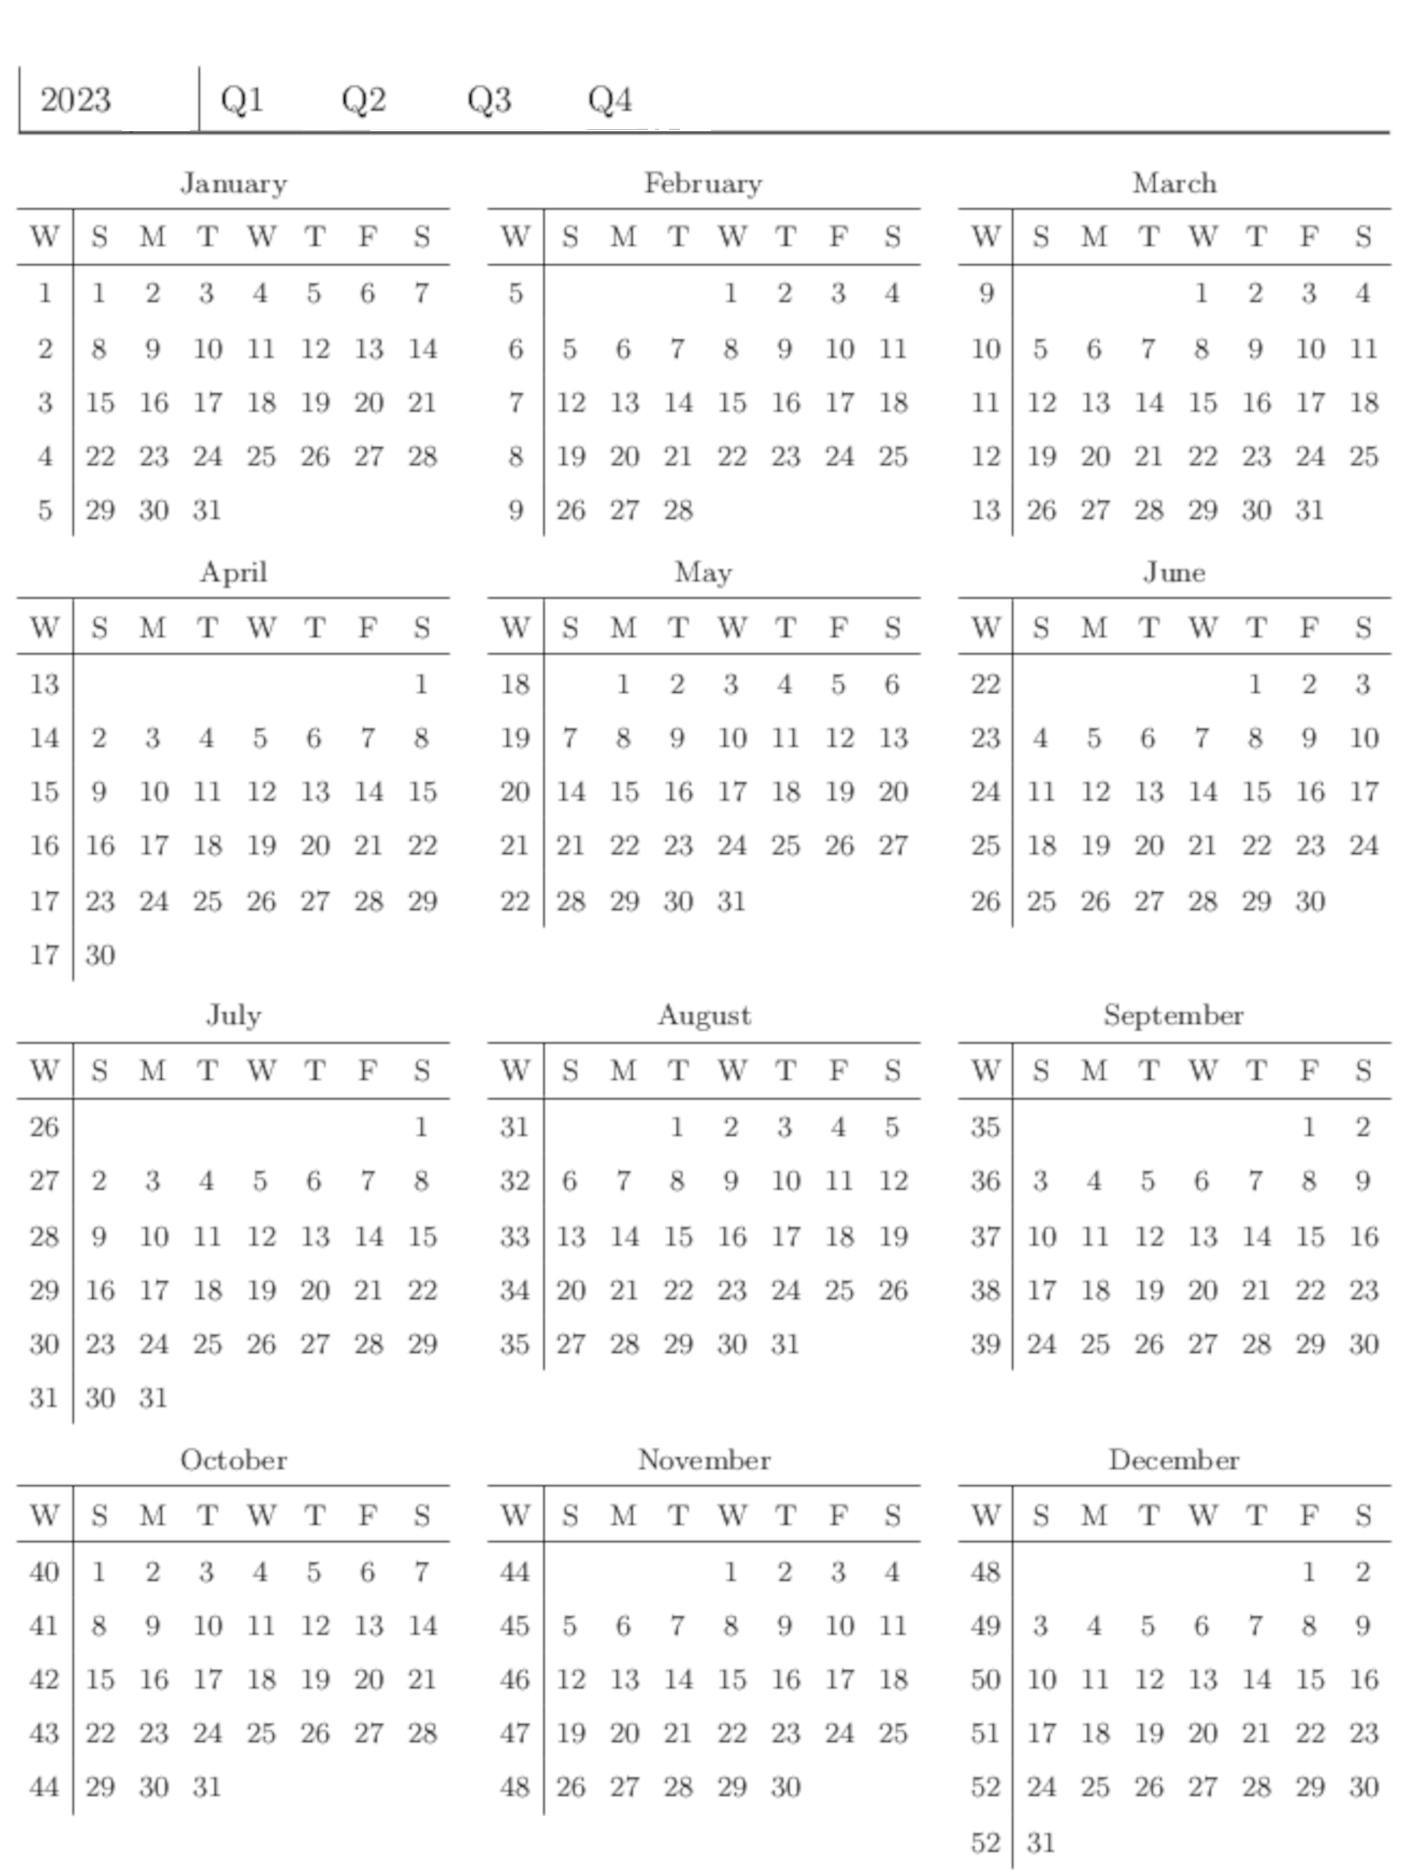 2023 Q1 Q2 Q3 Q4
January February March
W S M T W T F S W S M T W T F S W S M T W T F S
1 1 2 3 4 5 6 7 5 1 2 3 4 9 1 2 3 4
2 8 9 10 11 12 13 14 6 5 6 7 8 9 10 11 10 5 6 7 8 9 10 11
3 15 16 17 18 19 20 21 7 12 13 14 15 16 17 18 11 12 13 14 15 16 17 18
4 22 23 24 25 26 27 28 8 19 20 21 22 23 24 25 12 19 20 21 22 23 24 25
5 29 30 31 9 26 27 28 13 26 27 28 29 30 31
April May June
W S M T W T F S W S M T W T F S W S M T W T F S
13 1 18 1 2 3 4 5 6 22 1 2 3
14 2 3 4 5 6 7 8 19 7 8 9 10 11 12 13 23 4 5 6 7 8 9 10
15 9 10 11 12 13 14 15 20 14 15 16 17 18 19 20 24 11 12 13 14 15 16 17
16 16 17 18 19 20 21 22 21 21 22 23 24 25 26 27 25 18 19 20 21 22 23 24
17 23 24 25 26 27 28 29 22 28 29 30 31 26 25 26 27 28 29 30
17 30
July August September
W S M T W T F S W S M T W T F S W S M T W T F S
26 1 31 1 2 3 4 5 35 1 2
27 2 3 4 5 6 7 8 32 6 7 8 9 10 11 12 36 3 4 5 6 7 8 9
28 9 10 11 12 13 14 15 33 13 14 15 16 17 18 19 37 10 11 12 13 14 15 16
29 16 17 18 19 20 21 22 34 20 21 22 23 24 25 26 38 17 18 19 20 21 22 23
30 23 24 25 26 27 28 29 35 27 28 29 30 31 39 24 25 26 27 28 29 30
31 30 31
October November December
W S M T W T F S W S M T W T F S W S M T W T F S
40 1 2 3 4 5 6 7 44 1 2 3 4 48 1 2
41 8 9 10 11 12 13 14 45 5 6 7 8 9 10 11 49 3 4 5 6 7 8 9
42 15 16 17 18 19 20 21 46 12 13 14 15 16 17 18 50 10 11 12 13 14 15 16
43 22 23 24 25 26 27 28 47 19 20 21 22 23 24 25 51 17 18 19 20 21 22 23
44 29 30 31 48 26 27 28 29 30 52 24 25 26 27 28 29 30
52 31